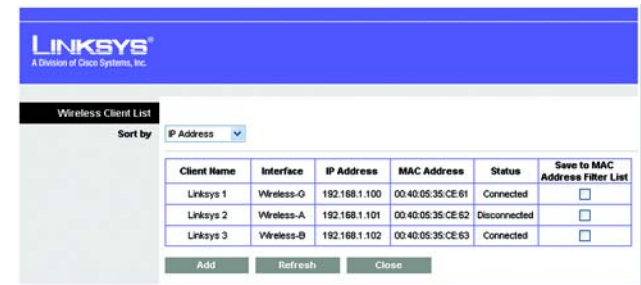 LINKSYS®
A Division of Cisco Systems, Inc.
Wireless Client List
Sort by IP Address
Client Name Interface IP Address MAC Address Status Save to MAC Address Filter List
Linksys 1 Wireless-G 192.168.1.100 00:40:05:35:CE:61 Connected
Linksys 2 Wireless-A 192.168.1.101 00:40:05:35:CE:62 Disconnected
Linksys 3 Wireless-B 192.168.1.102 00:40:05:35:CE:63 Connected
Add Refresh Close